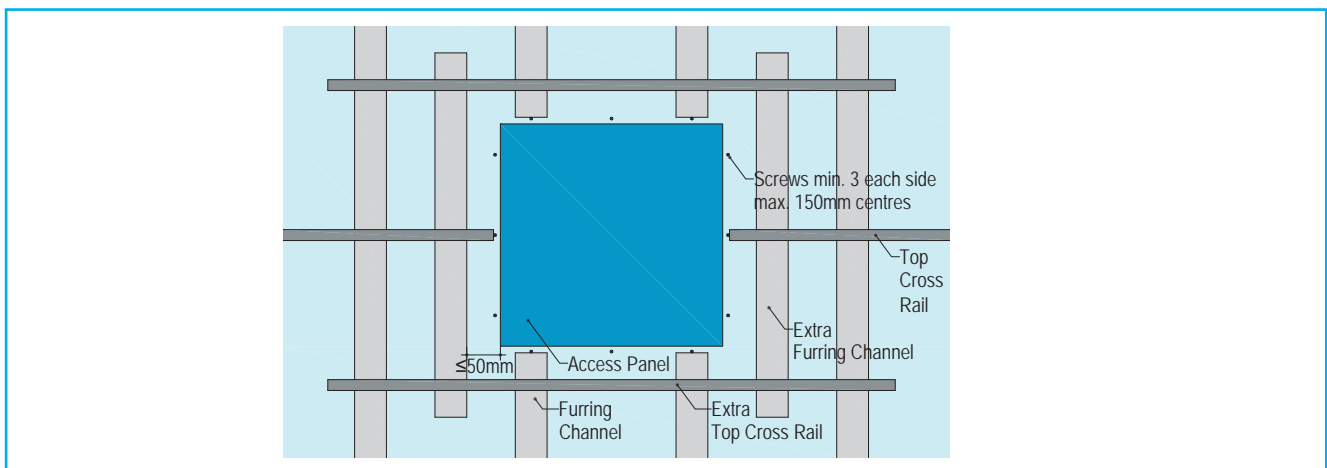 Screws min. 3 each side
max. 150mm centres
Top
Cross
Rail
Extra
Furring Channel
≤50mm
Access Panel
Furring
Channel
Extra
Top Cross Rail